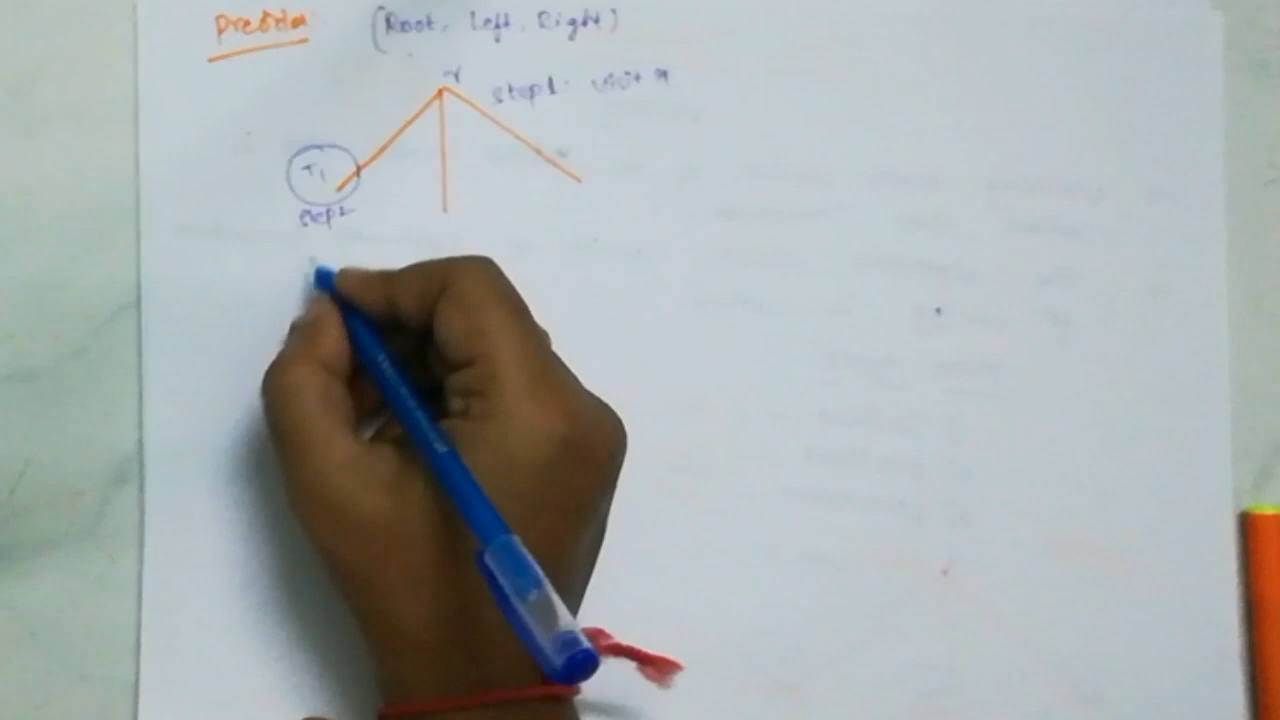 Preorder (Root, Left, Right)
r
step1: visit r
T1
step2